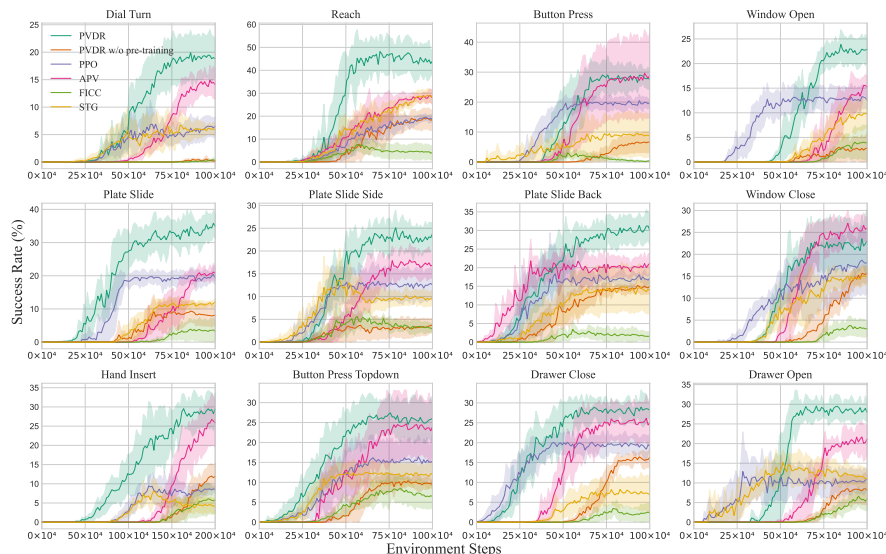 Dial Turn
Reach
Button Press
Window Open
25
20
15
10
5
0
PVDR
PVDR w/o pre-training
PPO
APV
FICC
STG
60
50
40
30
20
10
0
40
30
20
10
0
25
20
15
10
5
0
0×10⁴ 25×10⁴ 50×10⁴ 75×10⁴ 100×10⁴
0×10⁴ 25×10⁴ 50×10⁴ 75×10⁴ 100×10⁴
0×10⁴ 25×10⁴ 50×10⁴ 75×10⁴ 100×10⁴
0×10⁴ 25×10⁴ 50×10⁴ 75×10⁴ 100×10⁴
Success Rate (%)
Plate Slide
Plate Slide Side
Plate Slide Back
Window Close
40
30
20
10
0
30
25
20
15
10
5
0
35
30
25
20
15
10
5
0
30
25
20
15
10
5
0
0×10⁴ 50×10⁴ 100×10⁴ 150×10⁴ 200×10⁴
0×10⁴ 25×10⁴ 50×10⁴ 75×10⁴ 100×10⁴
0×10⁴ 25×10⁴ 50×10⁴ 75×10⁴ 100×10⁴
0×10⁴ 25×10⁴ 50×10⁴ 75×10⁴ 100×10⁴
Hand Insert
Button Press Topdown
Drawer Close
Drawer Open
35
30
25
20
15
10
5
0
30
25
20
15
10
5
0
30
25
20
15
10
5
0
35
30
25
20
15
10
5
0
0×10⁴ 50×10⁴ 100×10⁴ 150×10⁴ 200×10⁴
0×10⁴ 25×10⁴ 50×10⁴ 75×10⁴ 100×10⁴
0×10⁴ 25×10⁴ 50×10⁴ 75×10⁴ 100×10⁴
0×10⁴ 25×10⁴ 50×10⁴ 75×10⁴ 100×10⁴
Environment Steps